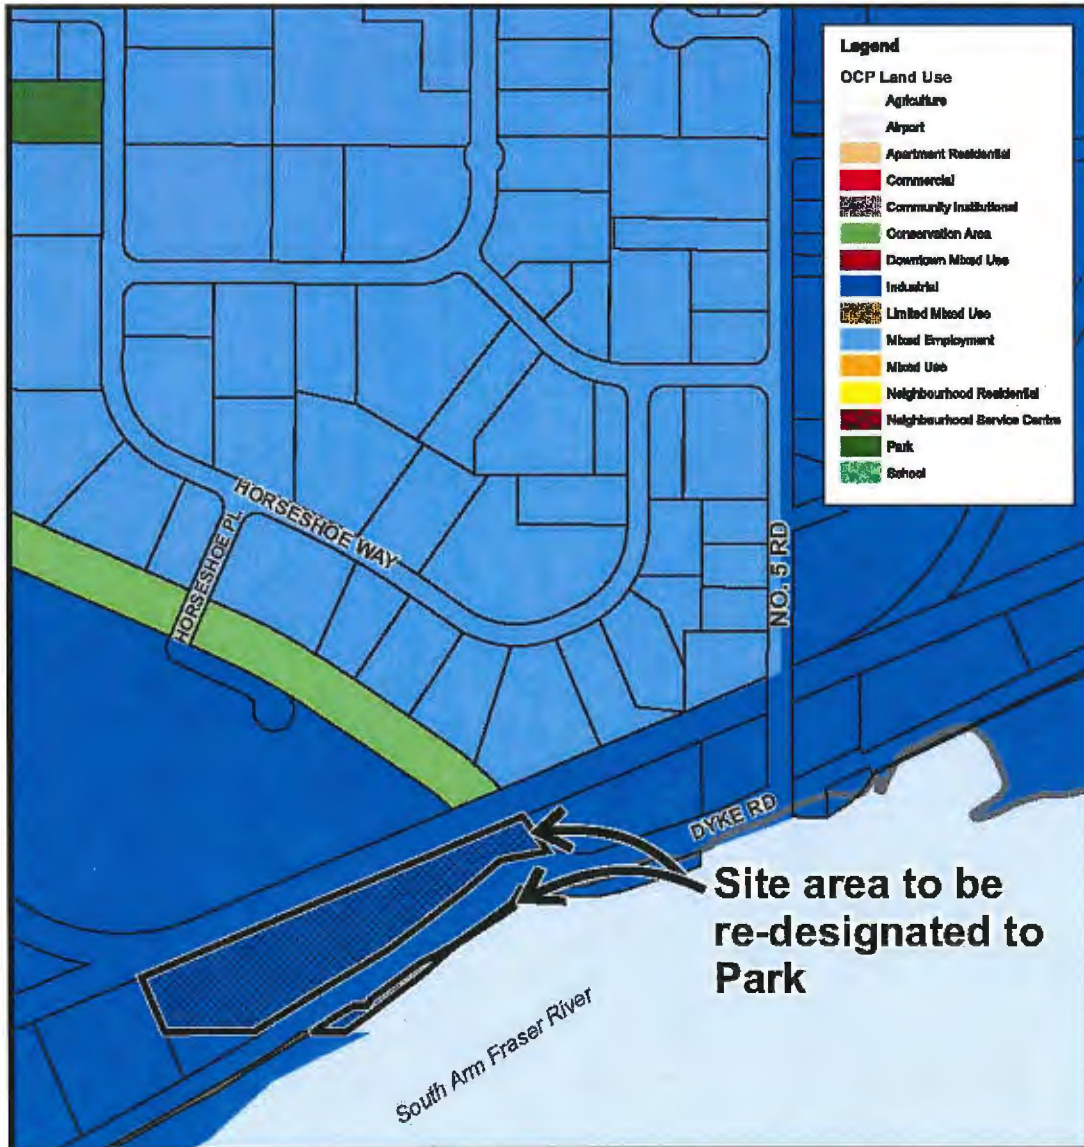 Legend
OCP Land Use
Agriculture
Airport
Apartment Residential
Commercial
Community Institutional
Conservation Area
Downtown Mixed Use
Industrial
Limited Mixed Use
Mixed Employment
Mixed Use
Neighbourhood Residential
Neighbourhood Service Centre
Park
School
HORSESHOE WAY
HORSESHOE PL
NO. 5 RD
DYKE RD
Site area to be
re-designated to
Park
South Arm Fraser River